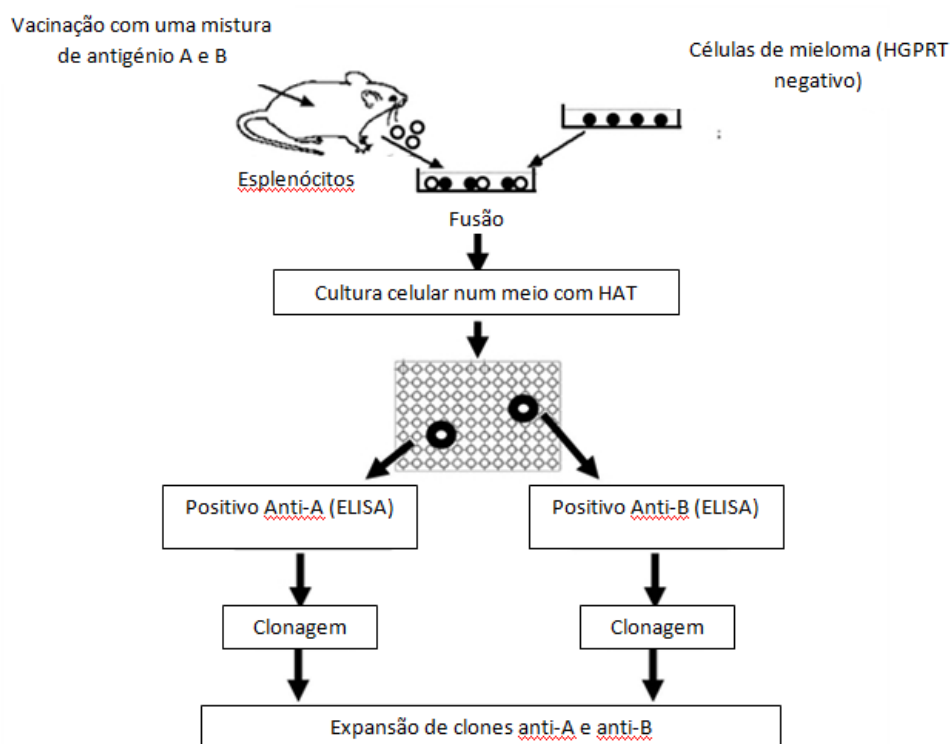 Vacinação com uma mistura
de antigénio A e B
Células de mieloma (HGPRT
negativo)
Esplenócitos
Fusão
Cultura celular num meio com HAT
Positivo Anti-A (ELISA)
Positivo Anti-B (ELISA)
Clonagem
Clonagem
Expansão de clones anti-A e anti-B